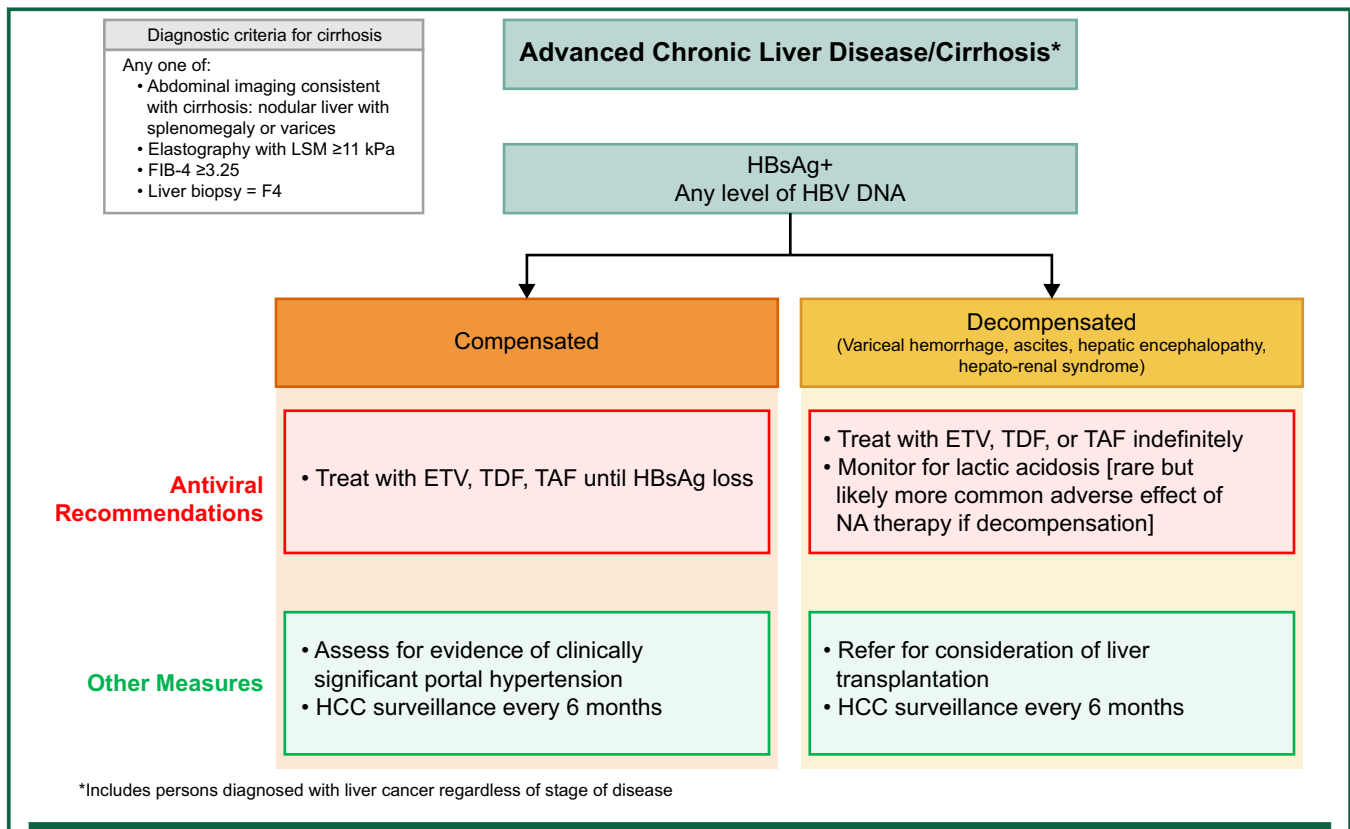 Diagnostic criteria for cirrhosis
Any one of:
• Abdominal imaging consistent
with cirrhosis: nodular liver with
splenomegaly or varices
• Elastography with LSM ≥11 kPa
• FIB-4 ≥3.25
• Liver biopsy = F4
Advanced Chronic Liver Disease/Cirrhosis*
HBsAg+
Any level of HBV DNA
Compensated
Decompensated
(Variceal hemorrhage, ascites, hepatic encephalopathy,
hepato-renal syndrome)
Antiviral
Recommendations
• Treat with ETV, TDF, TAF until HBsAg loss
• Treat with ETV, TDF, or TAF indefinitely
• Monitor for lactic acidosis [rare but
likely more common adverse effect of
NA therapy if decompensation]
Other Measures
• Assess for evidence of clinically
significant portal hypertension
• HCC surveillance every 6 months
• Refer for consideration of liver
transplantation
• HCC surveillance every 6 months
*Includes persons diagnosed with liver cancer regardless of stage of disease